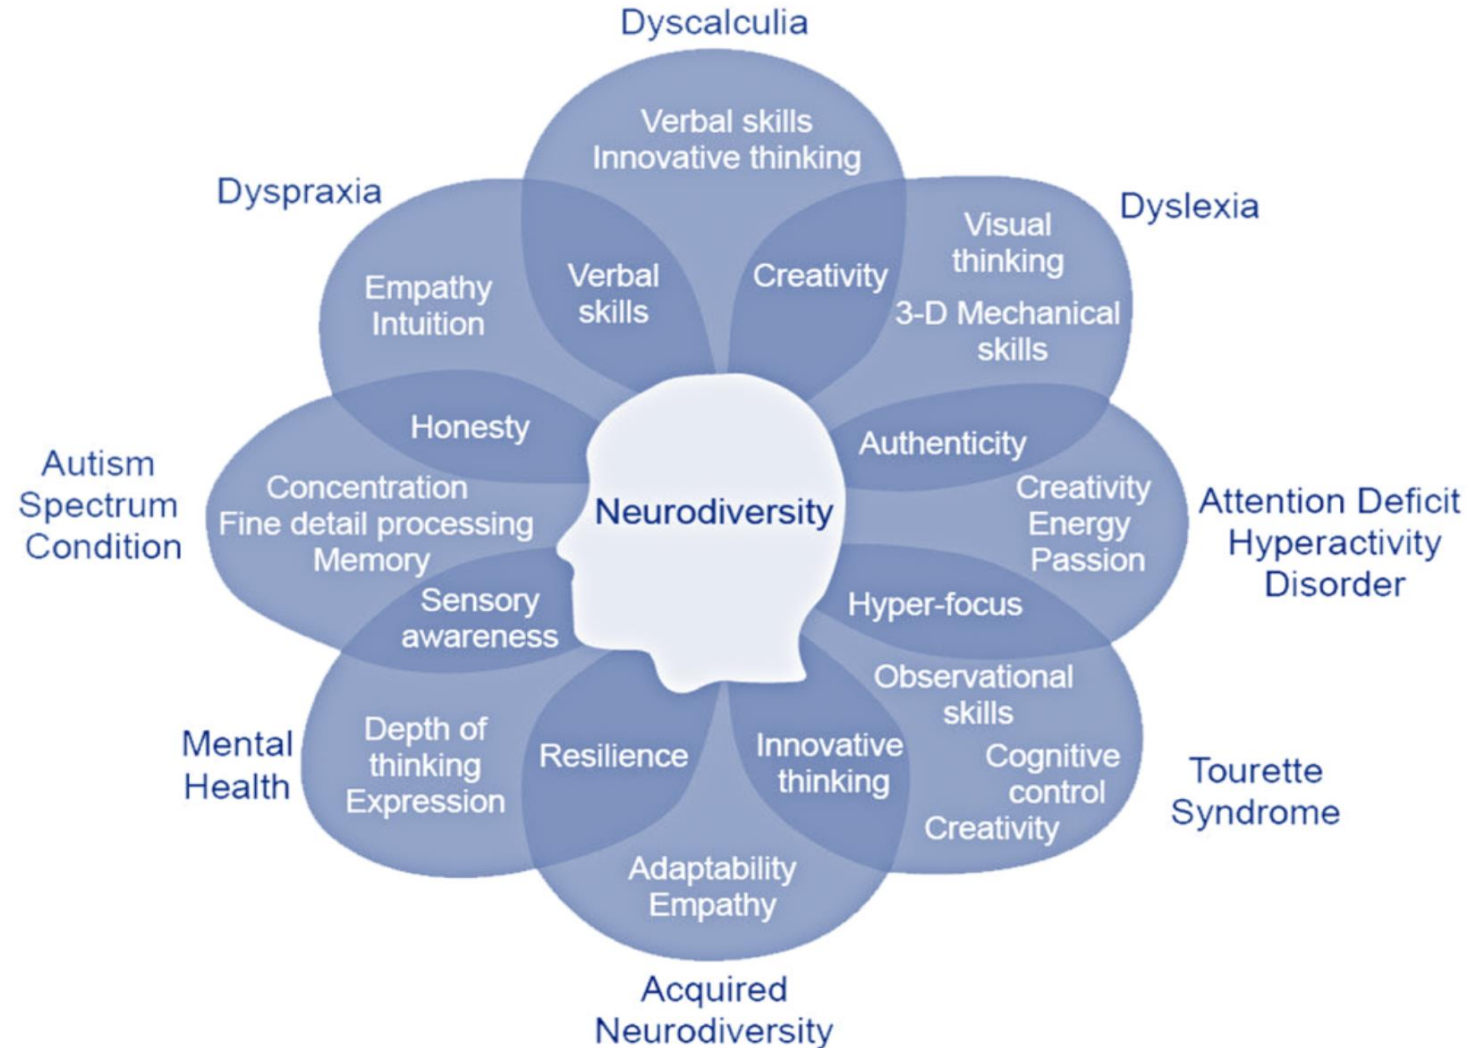 Dyscalculia
Verbal skills
Innovative thinking
Dyspraxia
Dyslexia
Visual
thinking
3-D Mechanical
skills
Empathy
Intuition
Verbal
skills
Creativity
Honesty
Authenticity
Autism
Spectrum
Condition
Concentration
Fine detail processing
Memory
Neurodiversity
Creativity
Energy
Passion
Attention Deficit
Hyperactivity
Disorder
Sensory
awareness
Hyper-focus
Observational
skills
Cognitive
control
Creativity
Mental
Health
Depth of
thinking
Expression
Resilience
Innovative
thinking
Tourette
Syndrome
Adaptability
Empathy
Acquired
Neurodiversity